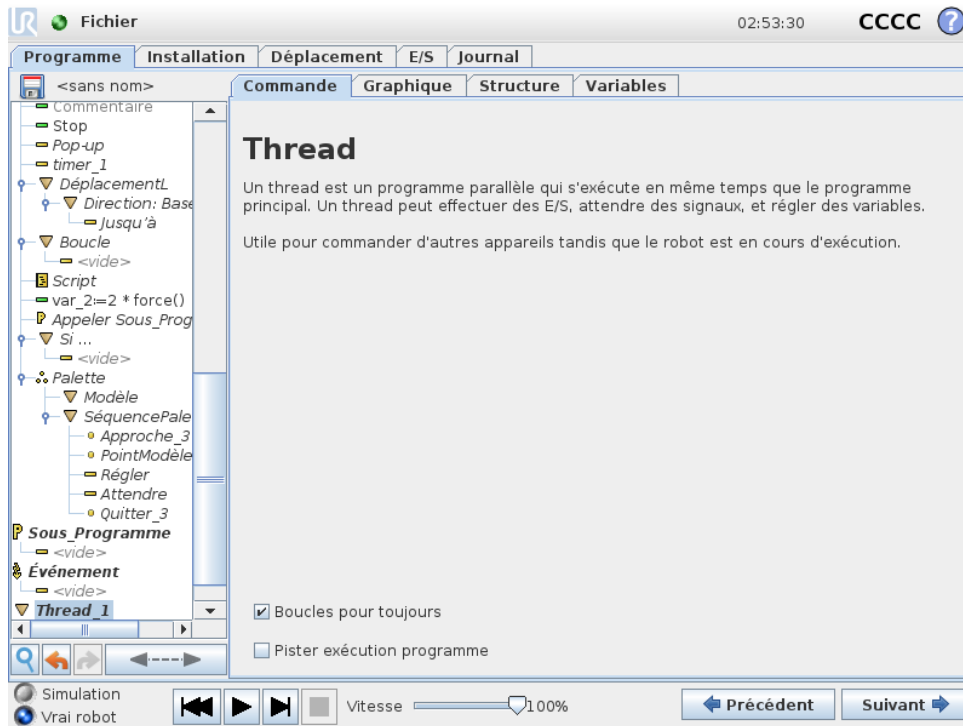 UR Fichier 02:53:30 CCCC ?
Programme Installation Déplacement E/S Journal
<sans nom> Commande Graphique Structure Variables
Commentaire
Stop
Pop-up
timer_1
DéplacementL
Direction: Base
Jusqu'à
Boucle
<vide>
Script
var_2:=2 * force()
Appeler Sous_Prog
Si ...
<vide>
Palette
Modèle
SéquencePale
Approche_3
PointModèle
Régler
Attendre
Quitter_3
P Sous_Programme
<vide>
Événement
<vide>
Thread_1
Thread
Un thread est un programme parallèle qui s'exécute en même temps que le programme
principal. Un thread peut effectuer des E/S, attendre des signaux, et régler des variables.
Utile pour commander d'autres appareils tandis que le robot est en cours d'exécution.
Boucles pour toujours
Pister exécution programme
Simulation
Vrai robot
Vitesse 100%
Précédent Suivant